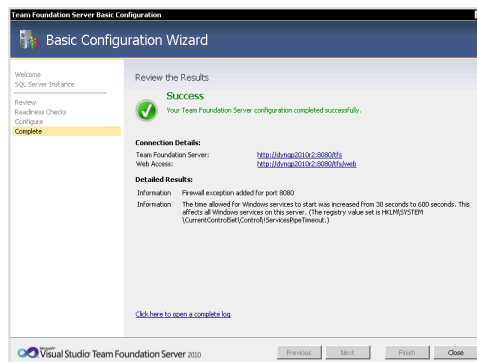 Team Foundation Server Basic Configuration
Basic Configuration Wizard
Welcome
SQL Server Instance
Review
Readiness Checks
Configure
Complete
Review the Results
Success
Your Team Foundation Server configuration completed successfully.
Connection Details:
Team Foundation Server: http://dyngp2010r2:8080/tfs
Web Access: http://dyngp2010r2:8080/tfs/web
Detailed Results:
Information Firewall exception added for port 8080
Information The time allowed for Windows services to start was increased from 30 seconds to 600 seconds. This
affects all Windows services on this server. (The registry value set is HKLM\SYSTEM
\CurrentControlSet\Control\!ServicesPipeTimeout.)
Click here to open a complete log
Microsoft
Visual Studio Team Foundation Server 2010
Previous Next Finish Close